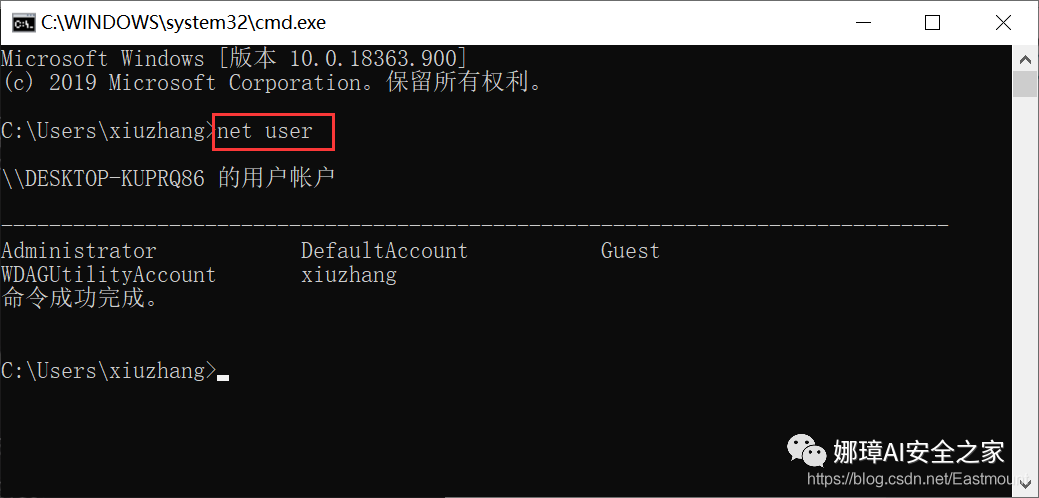 C:\WINDOWS\system32\cmd.exe
Microsoft Windows [版本 10.0.18363.900]
(c) 2019 Microsoft Corporation。保留所有权利。
C:\Users\xiuzhang>net user
\\DESKTOP-KUPRQ86 的用户帐户
-------------------------------------------------------------------------------
Administrator            DefaultAccount           Guest
WDAGUtilityAccount       xiuzhang
命令成功完成。
C:\Users\xiuzhang>
娜璋AI安全之家
https://blog.csdn.net/Eastmount